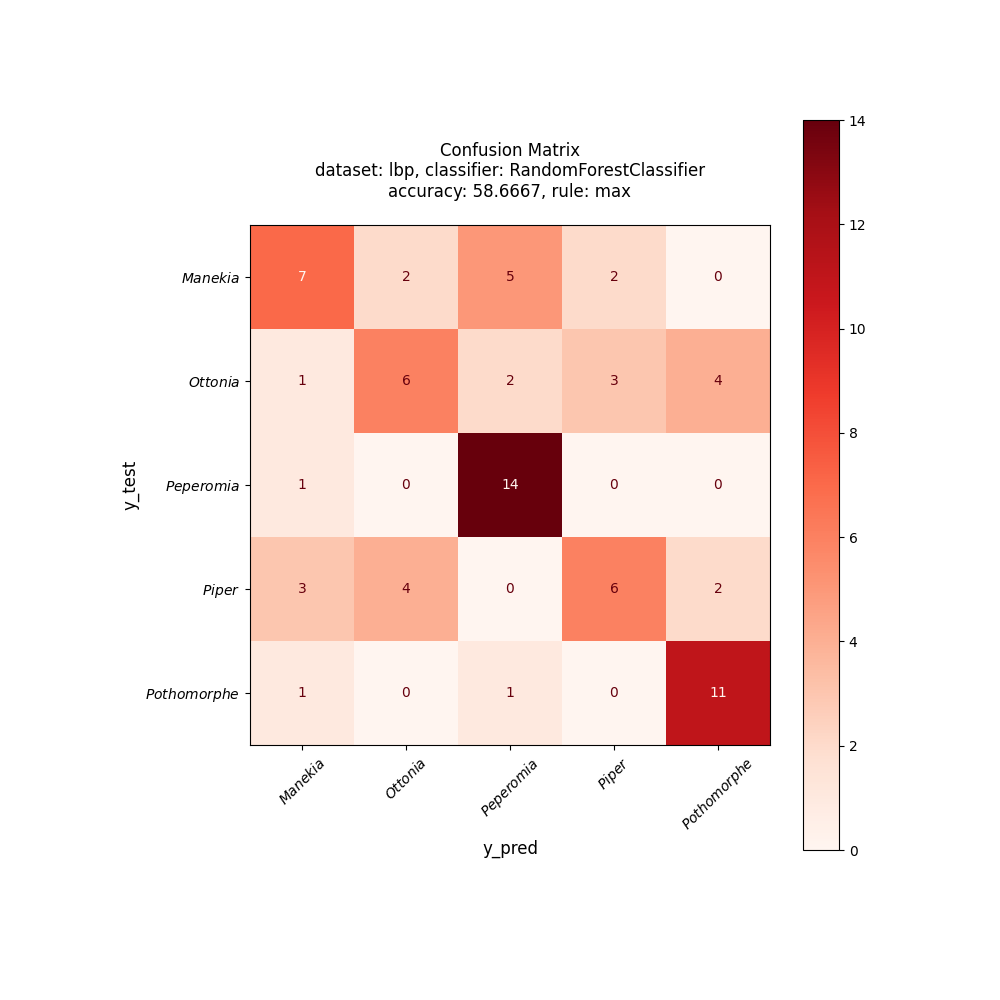 Confusion Matrix
dataset: lbp, classifier: RandomForestClassifier
accuracy: 58.6667, rule: max
14
12
10
8
6
4
2
0
y_test
Manekia 7 2 5 2 0
Ottonia 1 6 2 3 4
Peperomia 1 0 14 0 0
Piper 3 4 0 6 2
Pothomorphe 1 0 1 0 11
Manekia Ottonia Peperomia Piper Pothomorphe
y_pred